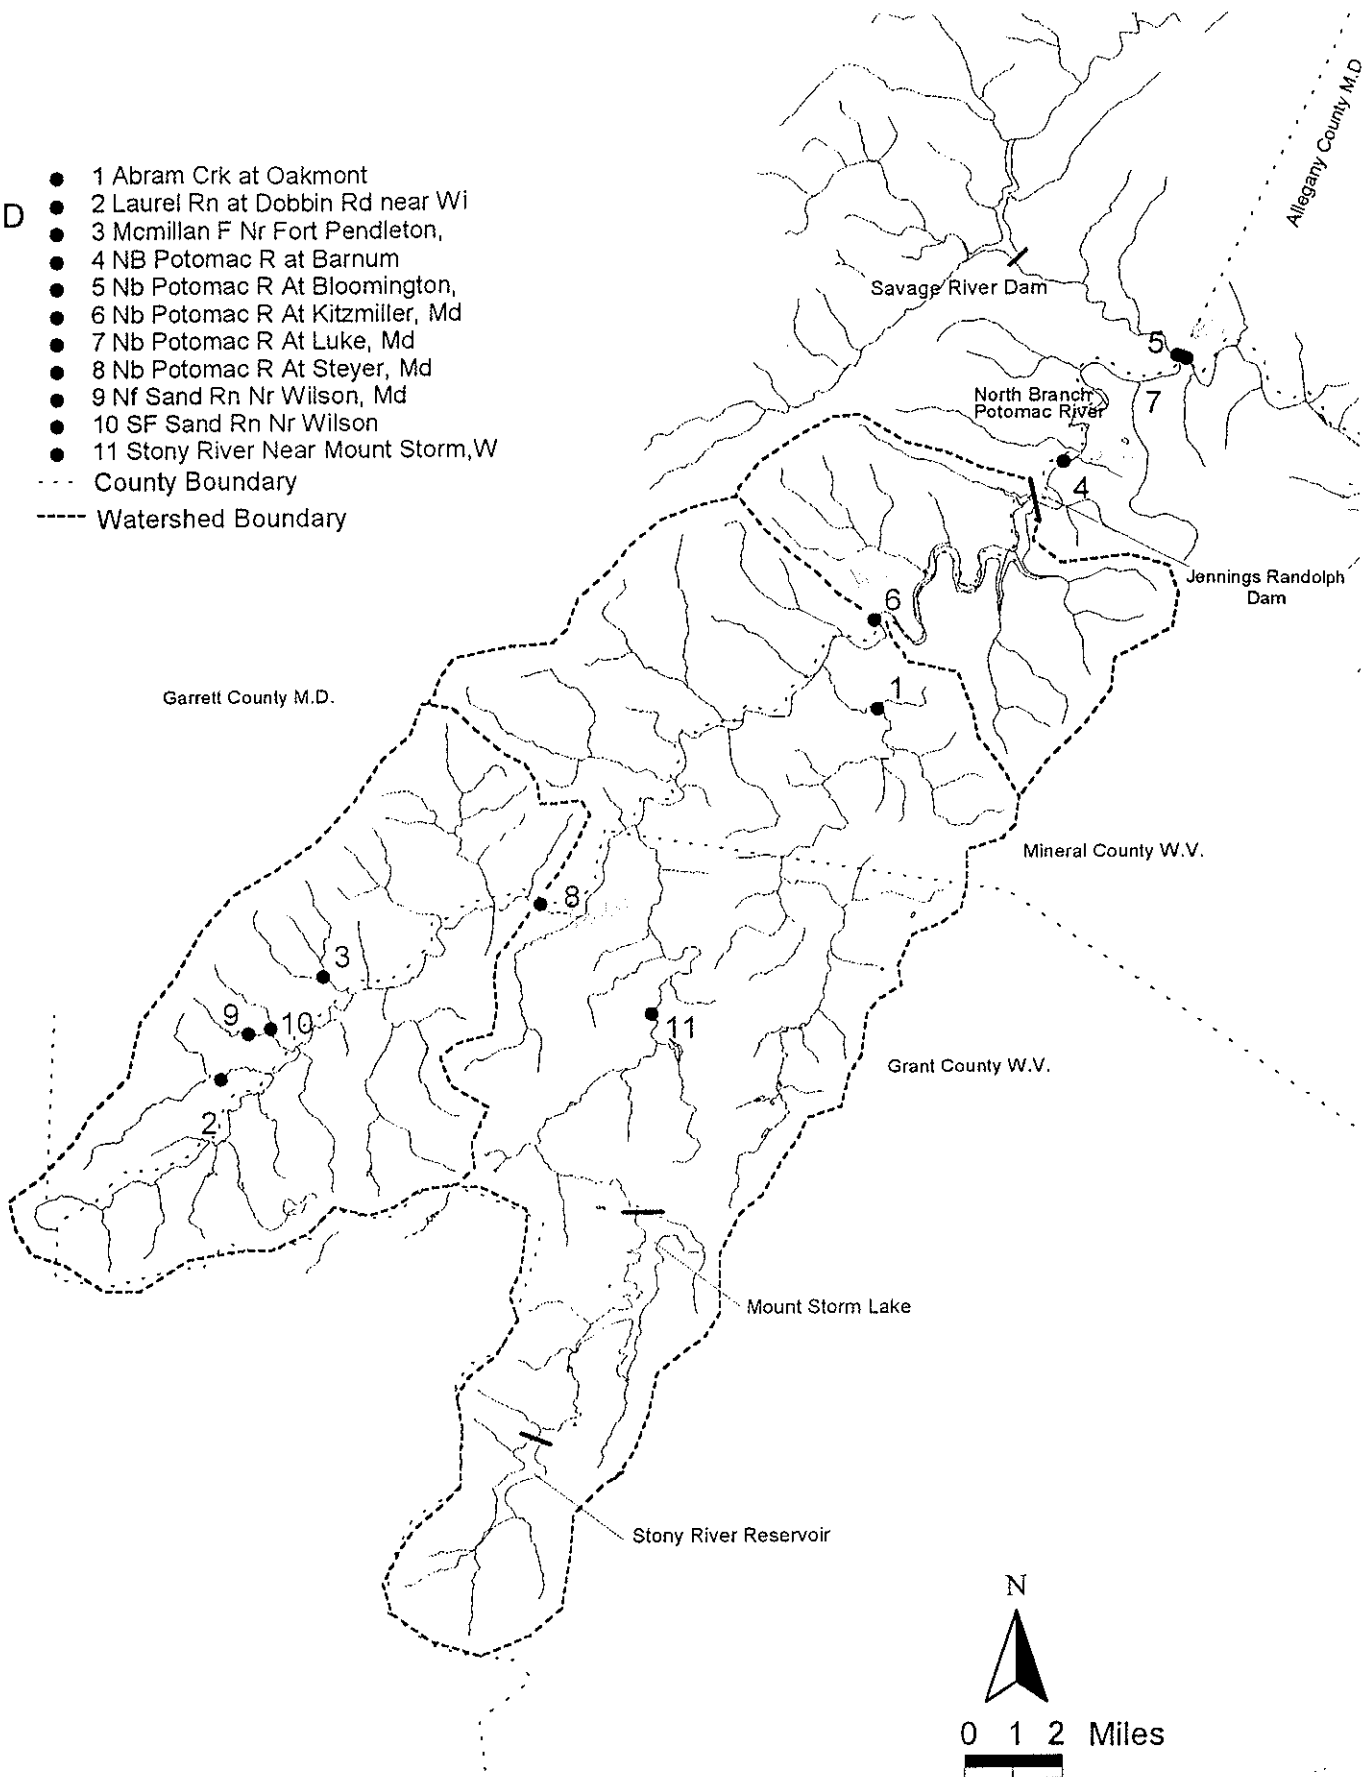 D
1 Abram Crk at Oakmont
2 Laurel Rn at Dobbin Rd near Wi
3 Mcmillan F Nr Fort Pendleton,
4 NB Potomac R at Barnum
5 Nb Potomac R At Bloomington,
6 Nb Potomac R At Kitzmiller, Md
7 Nb Potomac R At Luke, Md
8 Nb Potomac R At Steyer, Md
9 Nf Sand Rn Nr Wilson, Md
10 SF Sand Rn Nr Wilson
11 Stony River Near Mount Storm,W
County Boundary
Watershed Boundary
Allegany County M.D
Savage River Dam
5
North Branch
Potomac River
7
4
Jennings Randolph
Dam
6
Garrett County M.D.
1
Mineral County W.V.
8
3
9
10
11
Grant County W.V.
2
Mount Storm Lake
Stony River Reservoir
N
0 1 2 Miles